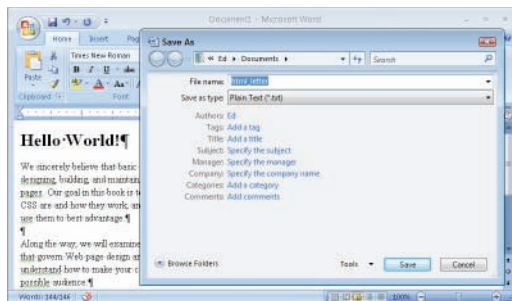 Document1 - Microsoft Word
Home Insert Pag
Save As
« Ed ▸ Documents ▸ Search
Times New Roman
Paste
Clipboard Font
File name: html_letter
Save as type: Plain Text (*.txt)
Authors: Ed
Tags: Add a tag
Title: Add a title
Subject: Specify the subject
Manager: Specify the manager
Company: Specify the company name
Categories: Add a category
Comments: Add comments
Hello·World!¶
We sincerely believe that basic
designing, building, and maintain
pages. Our goal in this book is t
CSS are and how they work, an
use them to best advantage.¶
¶
Along the way, we will examine
that govern Web page design an
understand how to make your c
possible audience.¶
Browse Folders Tools Save Cancel
Words: 144/146 100%